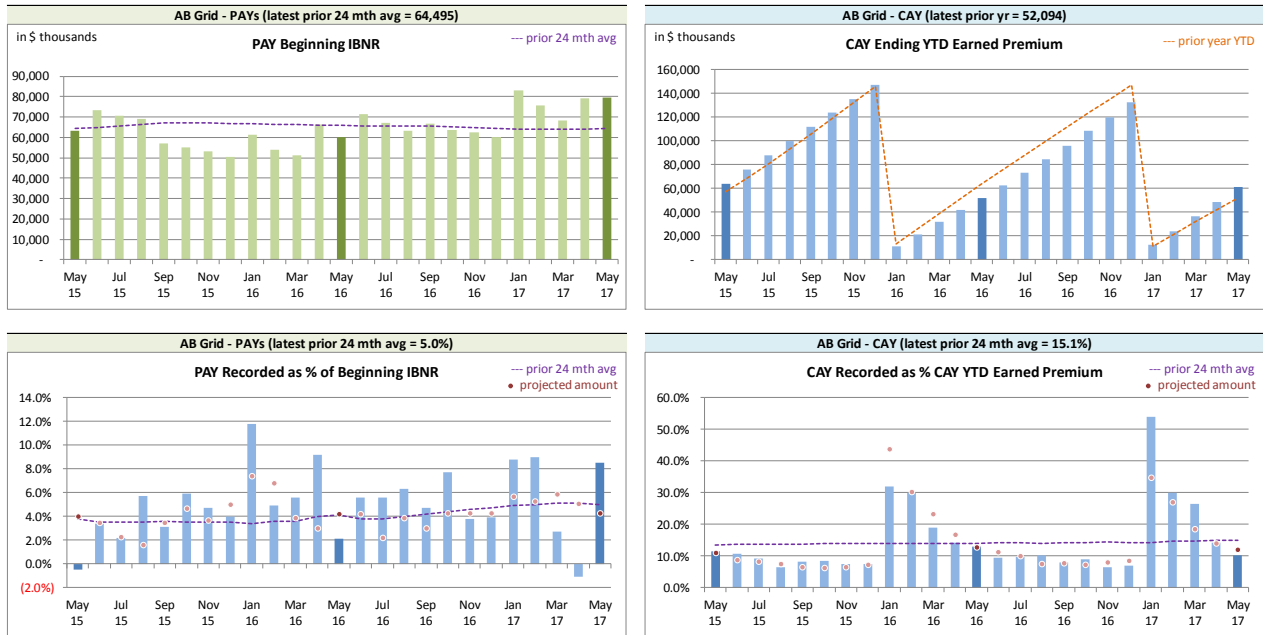 AB Grid - PAYs (latest prior 24 mth avg = 64,495)
in $ thousands
PAY Beginning IBNR
--- prior 24 mth avg
90,000
80,000
70,000
60,000
50,000
40,000
30,000
20,000
10,000
-
May Jul Sep Nov Jan Mar May Jul Sep Nov Jan Mar May
15 15 15 15 16 16 16 16 16 16 17 17 17
AB Grid - CAY (latest prior yr = 52,094)
in $ thousands
CAY Ending YTD Earned Premium
--- prior year YTD
160,000
140,000
120,000
100,000
80,000
60,000
40,000
20,000
-
May Jul Sep Nov Jan Mar May Jul Sep Nov Jan Mar May
15 15 15 15 16 16 16 16 16 16 17 17 17
AB Grid - PAYs (latest prior 24 mth avg = 5.0%)
PAY Recorded as % of Beginning IBNR
--- prior 24 mth avg
● projected amount
14.0%
12.0%
10.0%
8.0%
6.0%
4.0%
2.0%
0.0%
(2.0%)
May Jul Sep Nov Jan Mar May Jul Sep Nov Jan Mar May
15 15 15 15 16 16 16 16 16 16 17 17 17
AB Grid - CAY (latest prior 24 mth avg = 15.1%)
CAY Recorded as % CAY YTD Earned Premium
--- prior 24 mth avg
● projected amount
60.0%
50.0%
40.0%
30.0%
20.0%
10.0%
0.0%
May Jul Sep Nov Jan Mar May Jul Sep Nov Jan Mar May
15 15 15 15 16 16 16 16 16 16 17 17 17